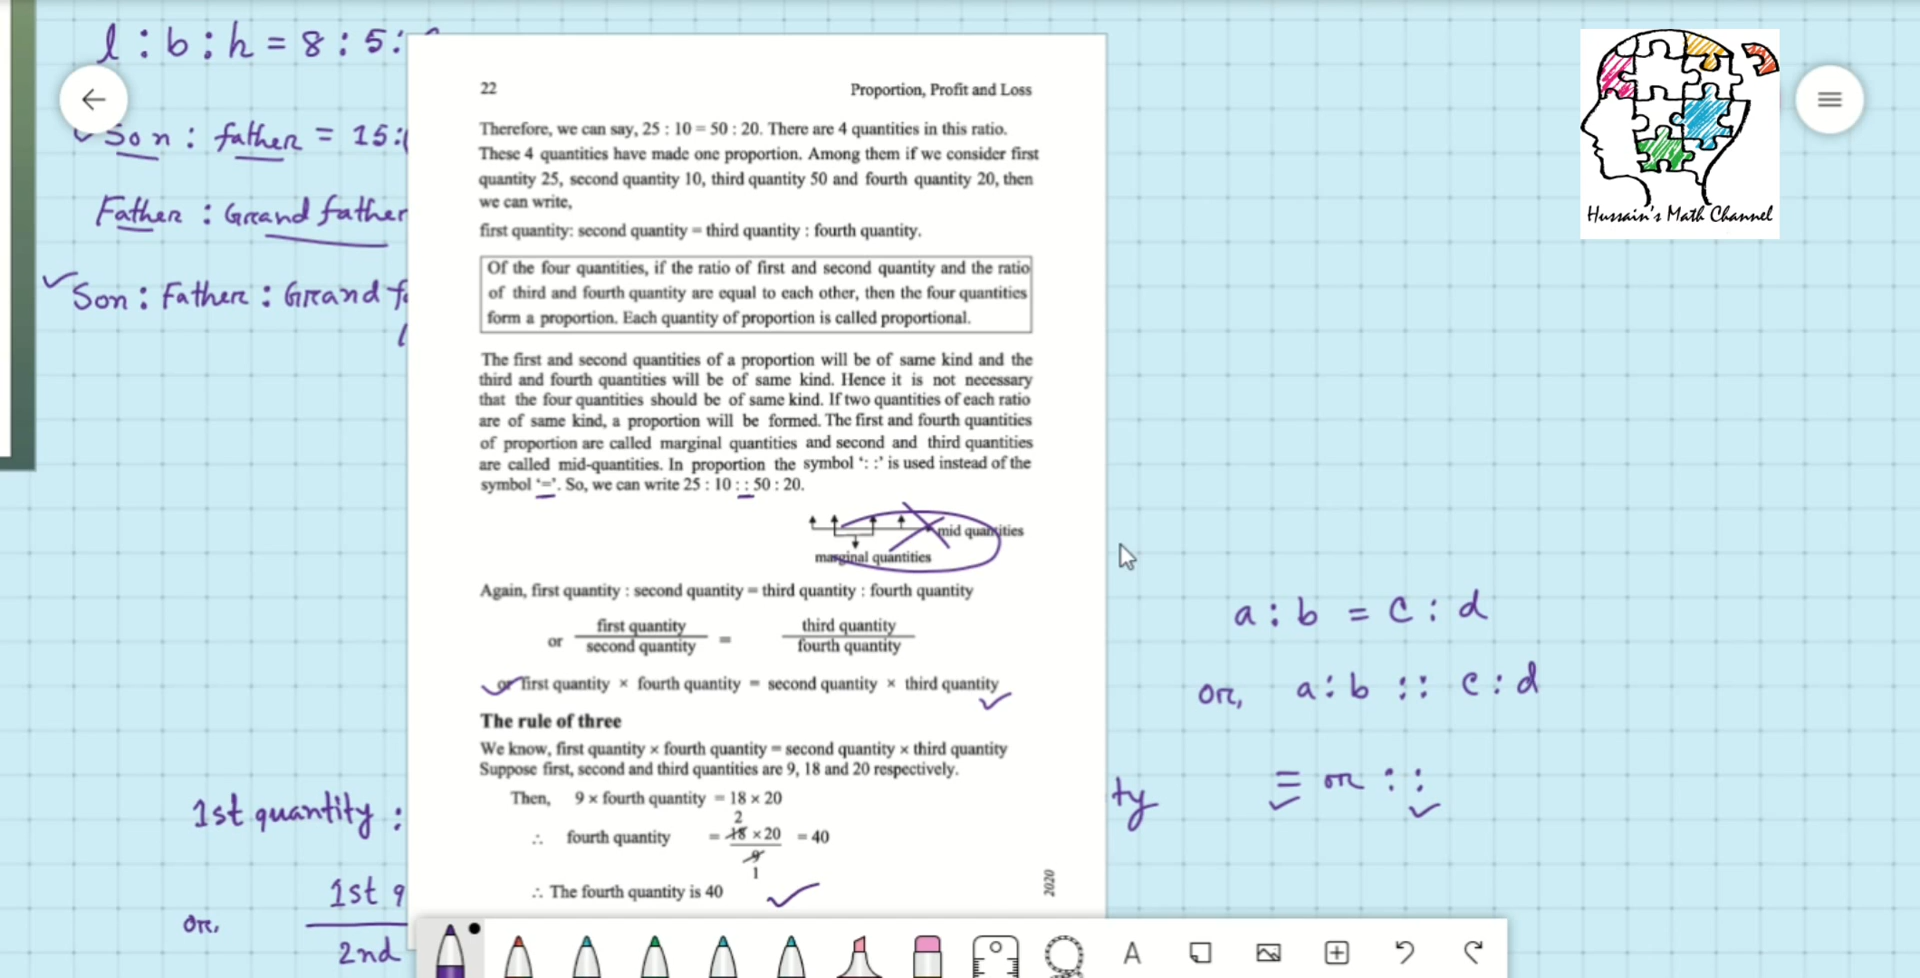 l : b : h = 8 : 5 :
Son : father = 15 :
Father : Grand father
Son : Father : Grand
1st quantity :
or,
1st q
2nd
22
Proportion, Profit and Loss
Therefore, we can say, 25 : 10 = 50 : 20. There are 4 quantities in this ratio.
These 4 quantities have made one proportion. Among them if we consider first
quantity 25, second quantity 10, third quantity 50 and fourth quantity 20, then
we can write,
first quantity: second quantity = third quantity : fourth quantity.
Of the four quantities, if the ratio of first and second quantity and the ratio
of third and fourth quantity are equal to each other, then the four quantities
form a proportion. Each quantity of proportion is called proportional.
The first and second quantities of a proportion will be of same kind and the
third and fourth quantities will be of same kind. Hence it is not necessary
that the four quantities should be of same kind. If two quantities of each ratio
are of same kind, a proportion will be formed. The first and fourth quantities
of proportion are called marginal quantities and second and third quantities
are called mid-quantities. In proportion the symbol ‘: :’ is used instead of the
symbol ‘=’. So, we can write 25 : 10 : : 50 : 20.
mid quantities
marginal quantities
Again, first quantity : second quantity = third quantity : fourth quantity
or first quantity / second quantity = third quantity / fourth quantity
or first quantity × fourth quantity = second quantity × third quantity
The rule of three
We know, first quantity × fourth quantity = second quantity × third quantity
Suppose first, second and third quantities are 9, 18 and 20 respectively.
Then, 9 × fourth quantity = 18 × 20
2
∴ fourth quantity = 18 × 20 / 9 = 40
1
∴ The fourth quantity is 40
2020
Hussain's Math Channel
a : b = c : d
or, a : b :: c : d
ty
= or ::
A